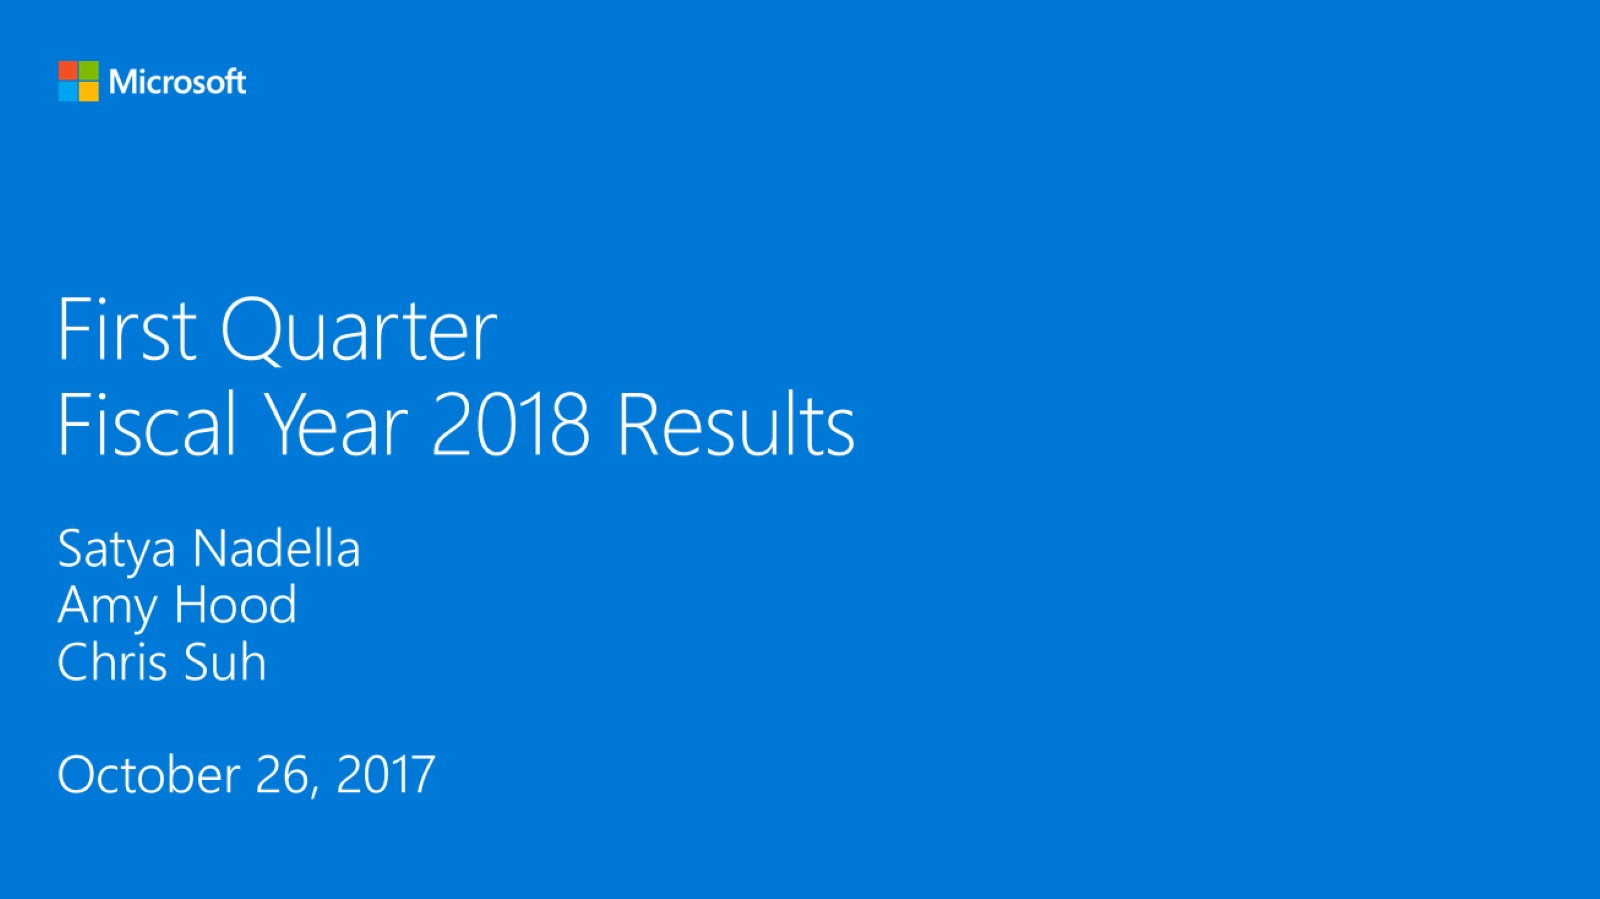 Microsoft
First Quarter
Fiscal Year 2018 Results
Satya Nadella
Amy Hood
Chris Suh
October 26, 2017